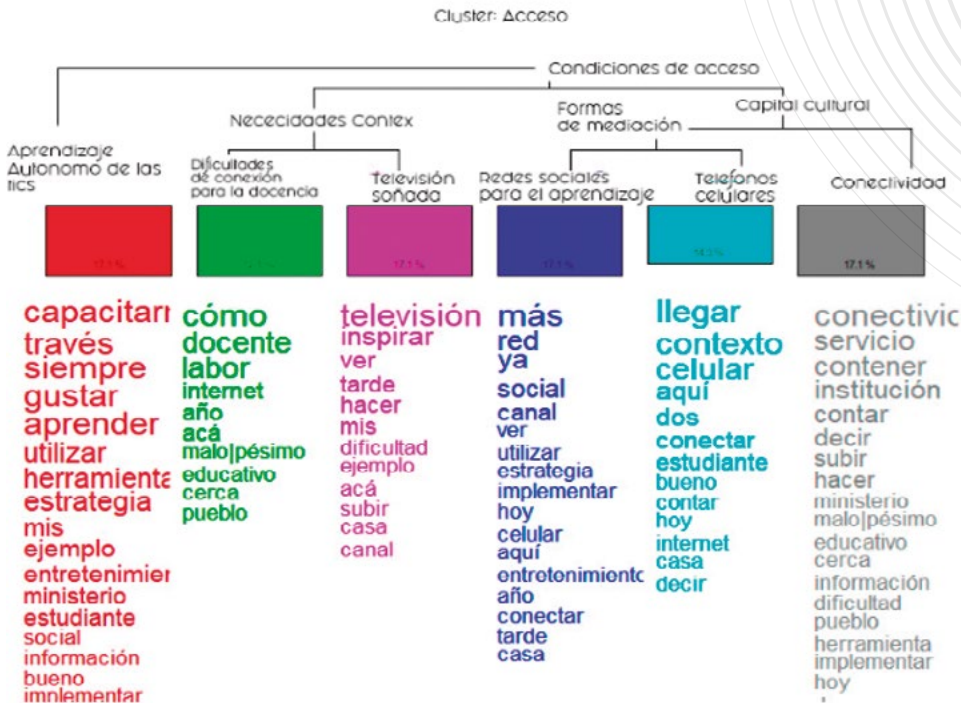 Cluster: Acceso
Condiciones de acceso
Nececidades Contex
Formas
de mediación
Capital cultural
Aprendizaje
Autonomo de las
tics
Dificultades
de conexión
para la docencia
Televisión
soñada
Redes sociales
para el aprendizaje
Telefonos
celulares
Conectividad
17.1 %
17.1 %
17.1 %
14.3 %
17.1 %
capacitarr
través
siempre
gustar
aprender
utilizar
herramienta
estrategia
mis
ejemplo
entretenimier
ministerio
estudiante
social
información
bueno
implementar
cómo
docente
labor
internet
año
acá
malo|pésimo
educativo
cerca
pueblo
televisión
inspirar
ver
tarde
hacer
mis
dificultad
ejemplo
acá
subir
casa
canal
más
red
ya
social
canal
ver
utilizar
estrategia
implementar
hoy
celular
aquí
entretenimiento
año
conectar
tarde
casa
llegar
contexto
celular
aquí
dos
conectar
estudiante
bueno
contar
hoy
internet
casa
decir
conectivic
servicio
contener
institución
contar
decir
subir
hacer
ministerio
malo|pésimo
educativo
cerca
información
dificultad
pueblo
herramienta
implementar
hoy